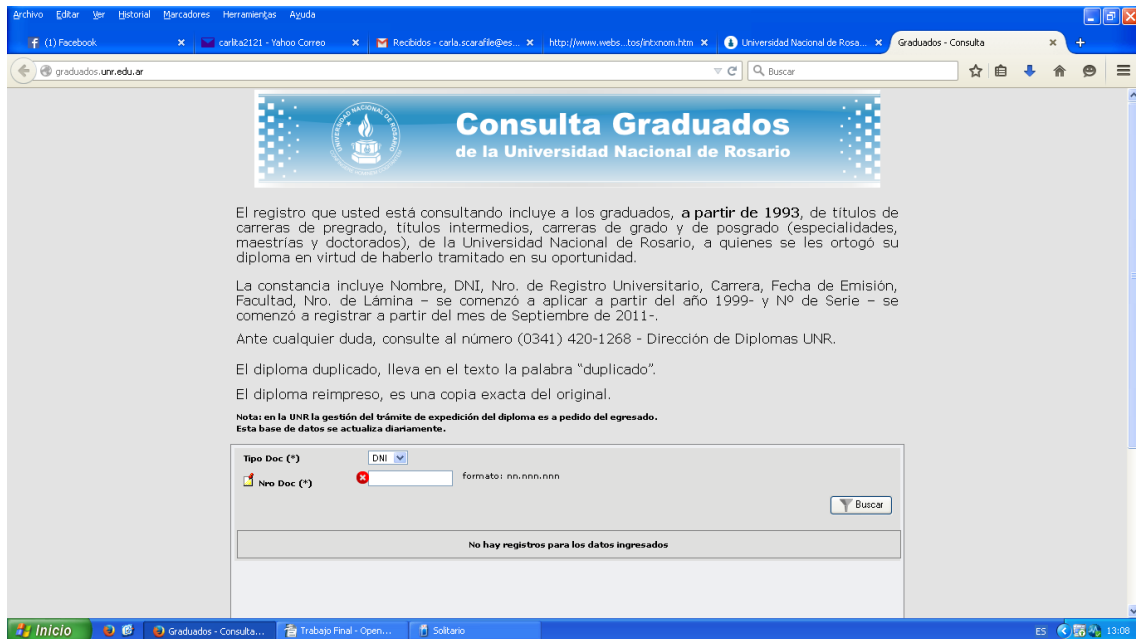 Archivo Editar Ver Historial Marcadores Herramientas Ayuda
(1) Facebook
carlita2121 - Yahoo Correo
Recibidos - carla.scarafile@es...
http://www.webs...tos/intxnom.htm
Universidad Nacional de Rosa...
Graduados - Consulta
graduados.unr.edu.ar
Buscar
UNIVERSIDAD NACIONAL DE ROSARIO
Consulta Graduados
de la Universidad Nacional de Rosario
El registro que usted está consultando incluye a los graduados, a partir de 1993, de títulos de
carreras de pregrado, títulos intermedios, carreras de grado y de posgrado (especialidades,
maestrías y doctorados), de la Universidad Nacional de Rosario, a quienes se les ortogó su
diploma en virtud de haberlo tramitado en su oportunidad.
La constancia incluye Nombre, DNI, Nro. de Registro Universitario, Carrera, Fecha de Emisión,
Facultad, Nro. de Lámina – se comenzó a aplicar a partir del año 1999- y Nº de Serie – se
comenzó a registrar a partir del mes de Septiembre de 2011-.
Ante cualquier duda, consulte al número (0341) 420-1268 - Dirección de Diplomas UNR.
El diploma duplicado, lleva en el texto la palabra “duplicado”.
El diploma reimpreso, es una copia exacta del original.
Nota: en la UNR la gestión del trámite de expedición del diploma es a pedido del egresado.
Esta base de datos se actualiza diariamente.
Tipo Doc (*) DNI
Nro Doc (*) formato: nn.nnn.nnn
Buscar
No hay registros para los datos ingresados
Inicio
Graduados - Consulta...
Trabajo Final - Open...
Solitario
ES 13:08